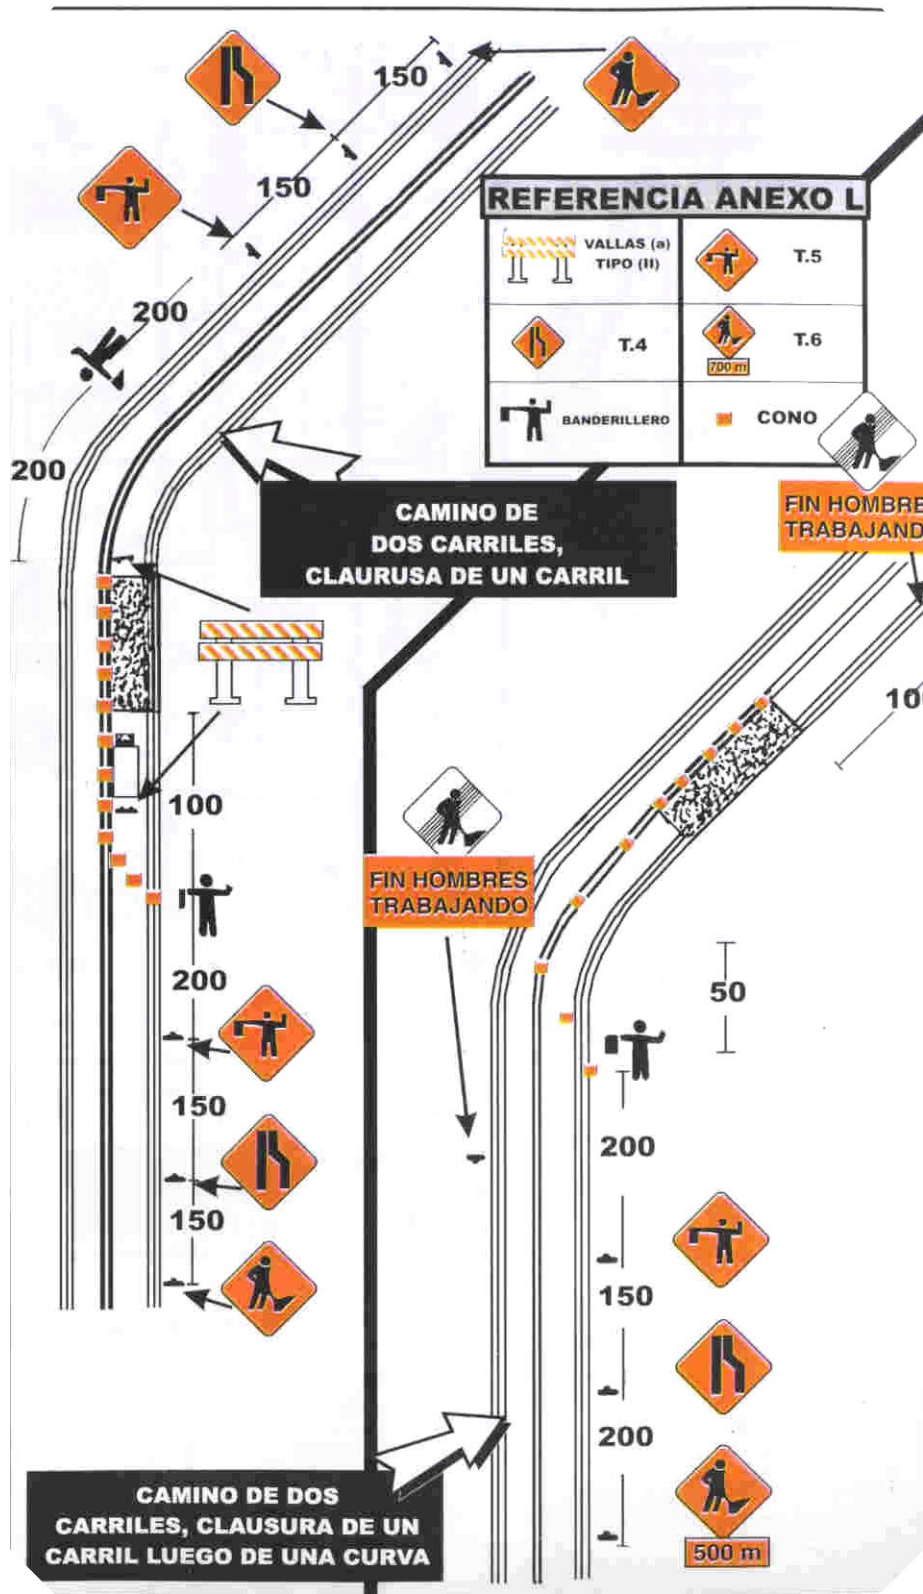 150
150
200
200
REFERENCIA ANEXO L
VALLAS (a)
TIPO (II)
T.5
T.4
T.6
700 m
BANDERILLERO
CONO
CAMINO DE
DOS CARRILES,
CLAURUSA DE UN CARRIL
FIN HOMBRE
TRABAJAND
10
100
FIN HOMBRES
TRABAJANDO
200
50
150
200
150
150
200
500 m
CAMINO DE DOS
CARRILES, CLAUSURA DE UN
CARRIL LUEGO DE UNA CURVA